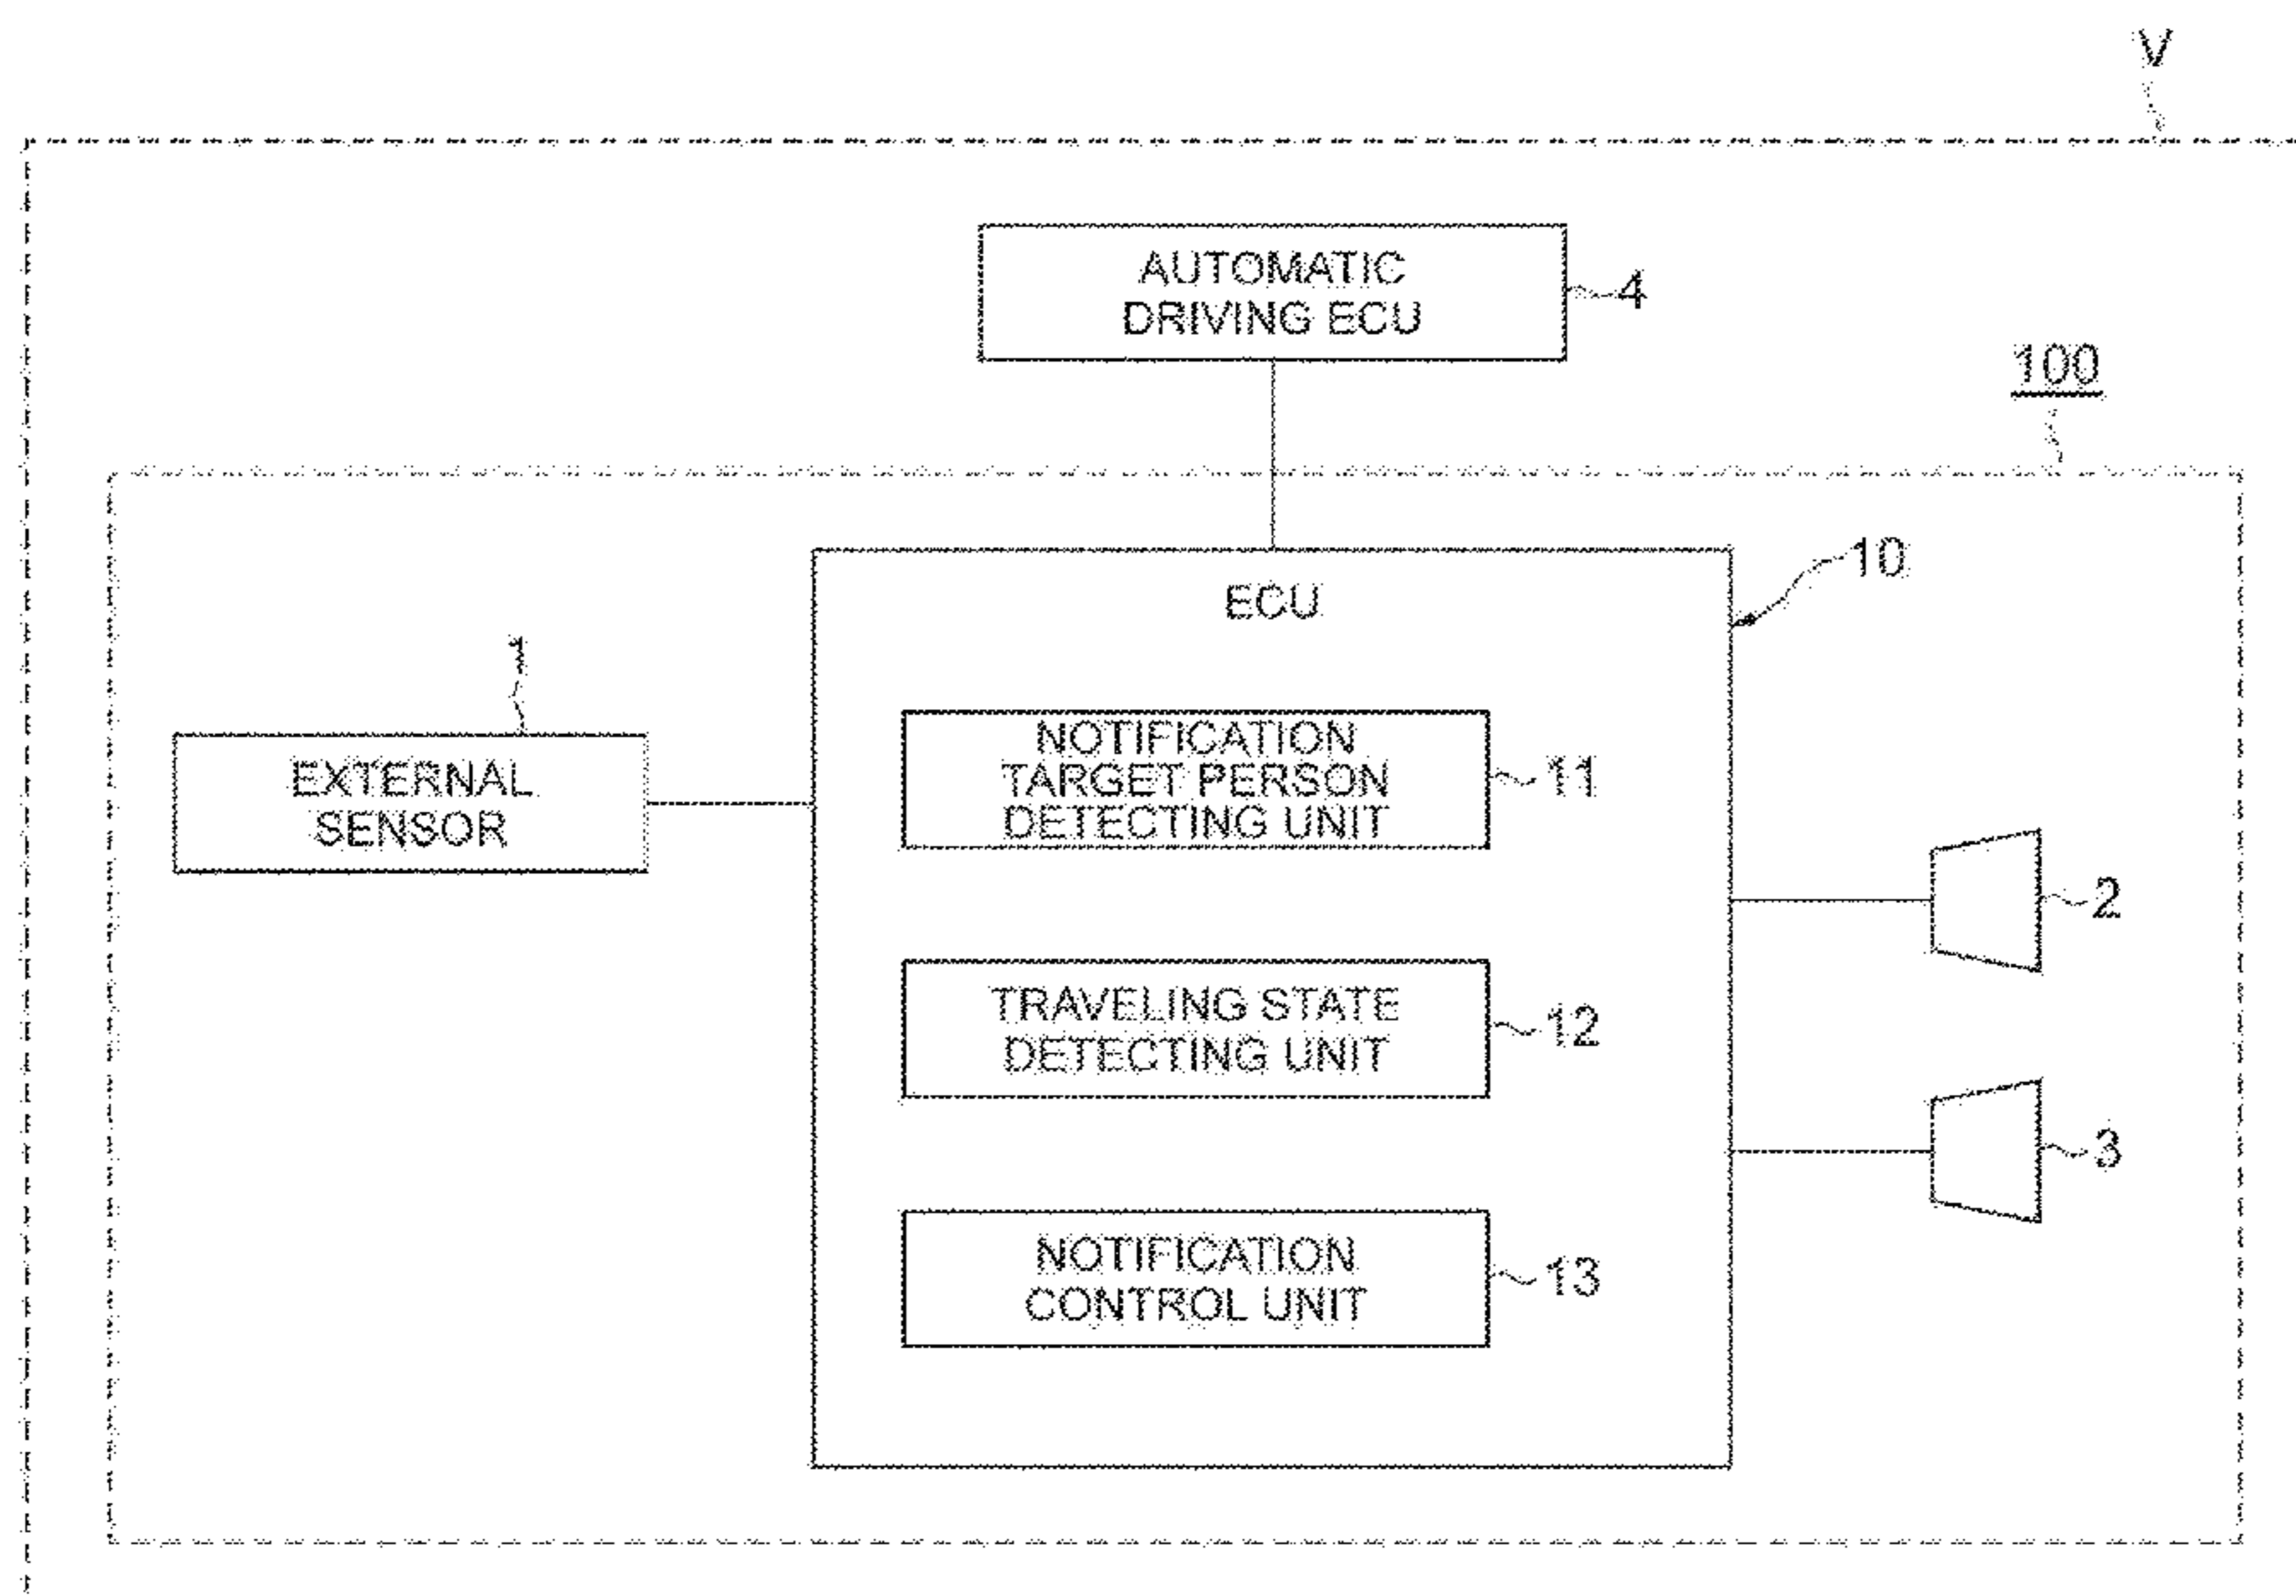 V
AUTOMATIC
DRIVING ECU
4
100
10
ECU
1
EXTERNAL
SENSOR
NOTIFICATION
TARGET PERSON
DETECTING UNIT
11
2
TRAVELING STATE
DETECTING UNIT
12
3
NOTIFICATION
CONTROL UNIT
13